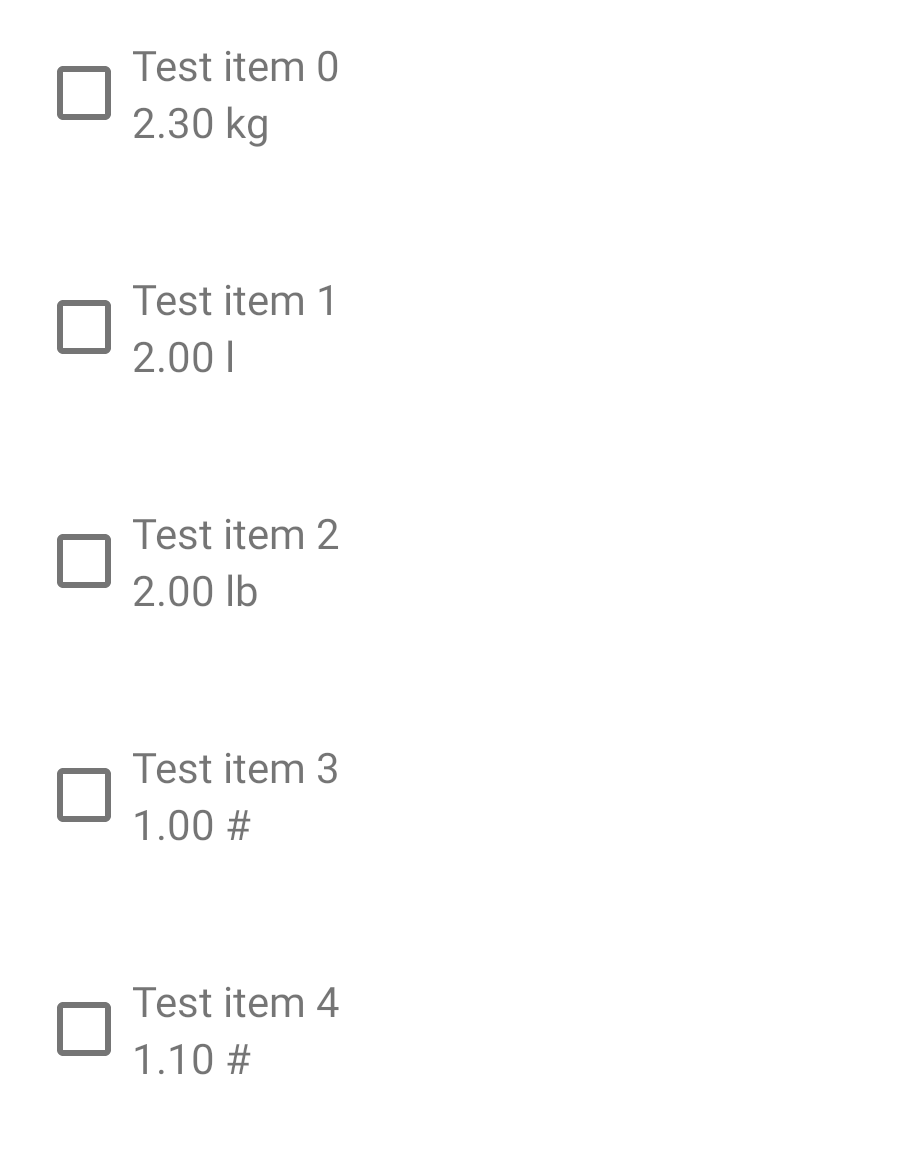 Test item 0
2.30 kg
Test item 1
2.00 l
Test item 2
2.00 lb
Test item 3
1.00 #
Test item 4
1.10 #